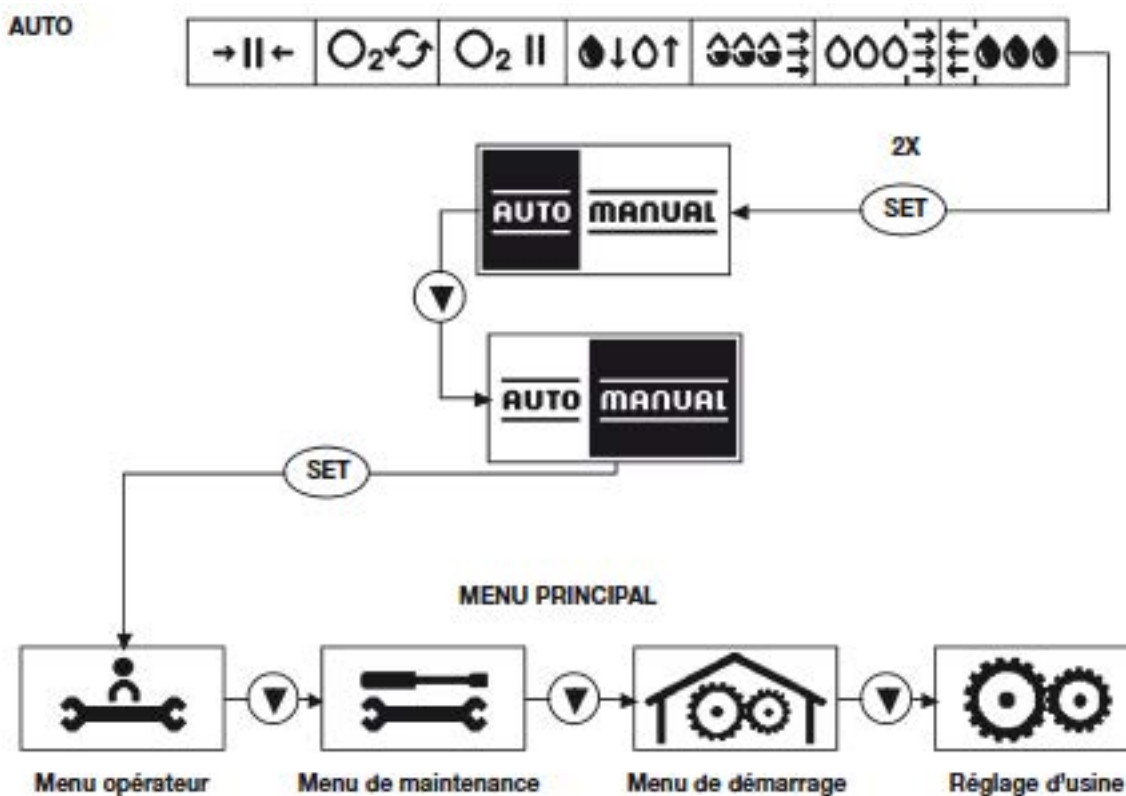 AUTO
O2 O2
2X
SET
AUTO MANUAL
AUTO MANUAL
SET
MENU PRINCIPAL
Menu opérateur Menu de maintenance Menu de démarrage Réglage d'usine